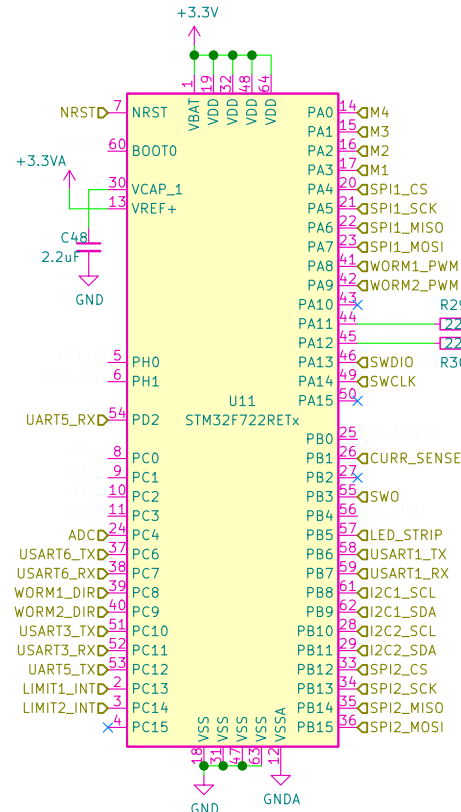 +3.3V
1 19 32 48 64
VBAT VDD VDD VDD VDD
NRST 7 NRST PA0 14 M4
PA1 15 M3
60 BOOT0 PA2 16 M2
+3.3VA
PA3 17 M1
30 VCAP_1 PA4 20 SPI1_CS
13 VREF+ PA5 21 SPI1_SCK
PA6 22 SPI1_MISO
C48
PA7 23 SPI1_MOSI
2.2uF
PA8 41 WORM1_PWM
PA9 42 WORM2_PWM
GND
PA10 43
R29
PA11 44 22
PA12 45 22
5 PH0 PA13 46 SWDIO
R30
6 PH1 PA14 49 SWCLK
U11 PA15 50
UART5_RX 54 PD2 STM32F722RETx
PB0 25
8 PC0 PB1 26 CURR_SENSE
9 PC1 PB2 27
10 PC2 PB3 55 SWO
11 PC3 PB4 56
ADC 24 PC4 PB5 57 LED_STRIP
USART6_TX 37 PC6 PB6 58 USART1_TX
USART6_RX 38 PC7 PB7 59 USART1_RX
WORM1_DIR 39 PC8 PB8 61 I2C1_SCL
WORM2_DIR 40 PC9 PB9 62 I2C1_SDA
USART3_TX 51 PC10 PB10 28 I2C2_SCL
USART3_RX 52 PC11 PB11 29 I2C2_SDA
UART5_TX 53 PC12 PB12 33 SPI2_CS
LIMIT1_INT 2 PC13 PB13 34 SPI2_SCK
LIMIT2_INT 3 PC14 PB14 35 SPI2_MISO
4 PC15 PB15 36 SPI2_MOSI
VSS VSS VSS VSS VSSA
18 31 47 63 12
GND GNDA